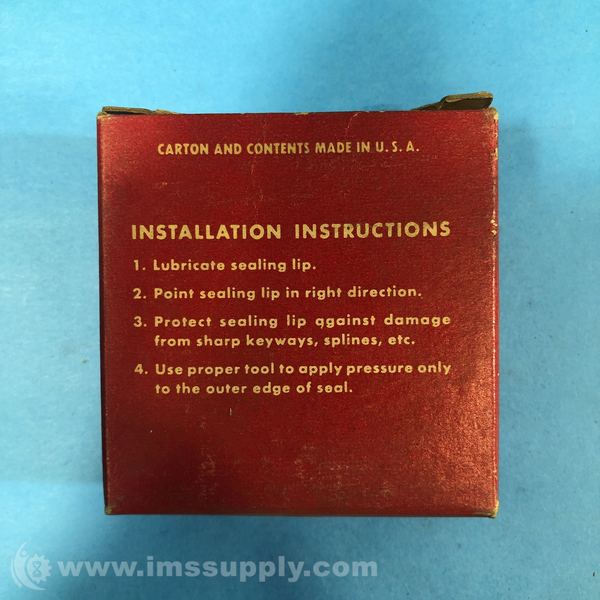 CARTON AND CONTENTS MADE IN U. S. A.
INSTALLATION INSTRUCTIONS
1. Lubricate sealing lip.
2. Point sealing lip in right direction.
3. Protect sealing lip against damage
from sharp keyways, splines, etc.
4. Use proper tool to apply pressure only
to the outer edge of seal.
www.imssupply.com